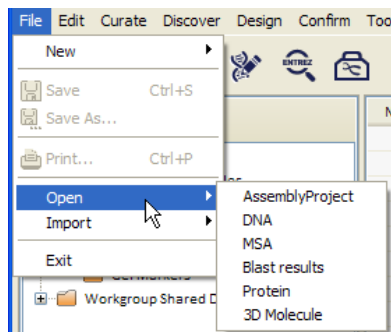 File Edit Curate Discover Design Confirm
New
ENTREZ
Save Ctrl+S
Save As...
Print... Ctrl+P
Open
Import
Exit
AssemblyProject
DNA
MSA
Blast results
Protein
3D Molecule
Workgroup Shared